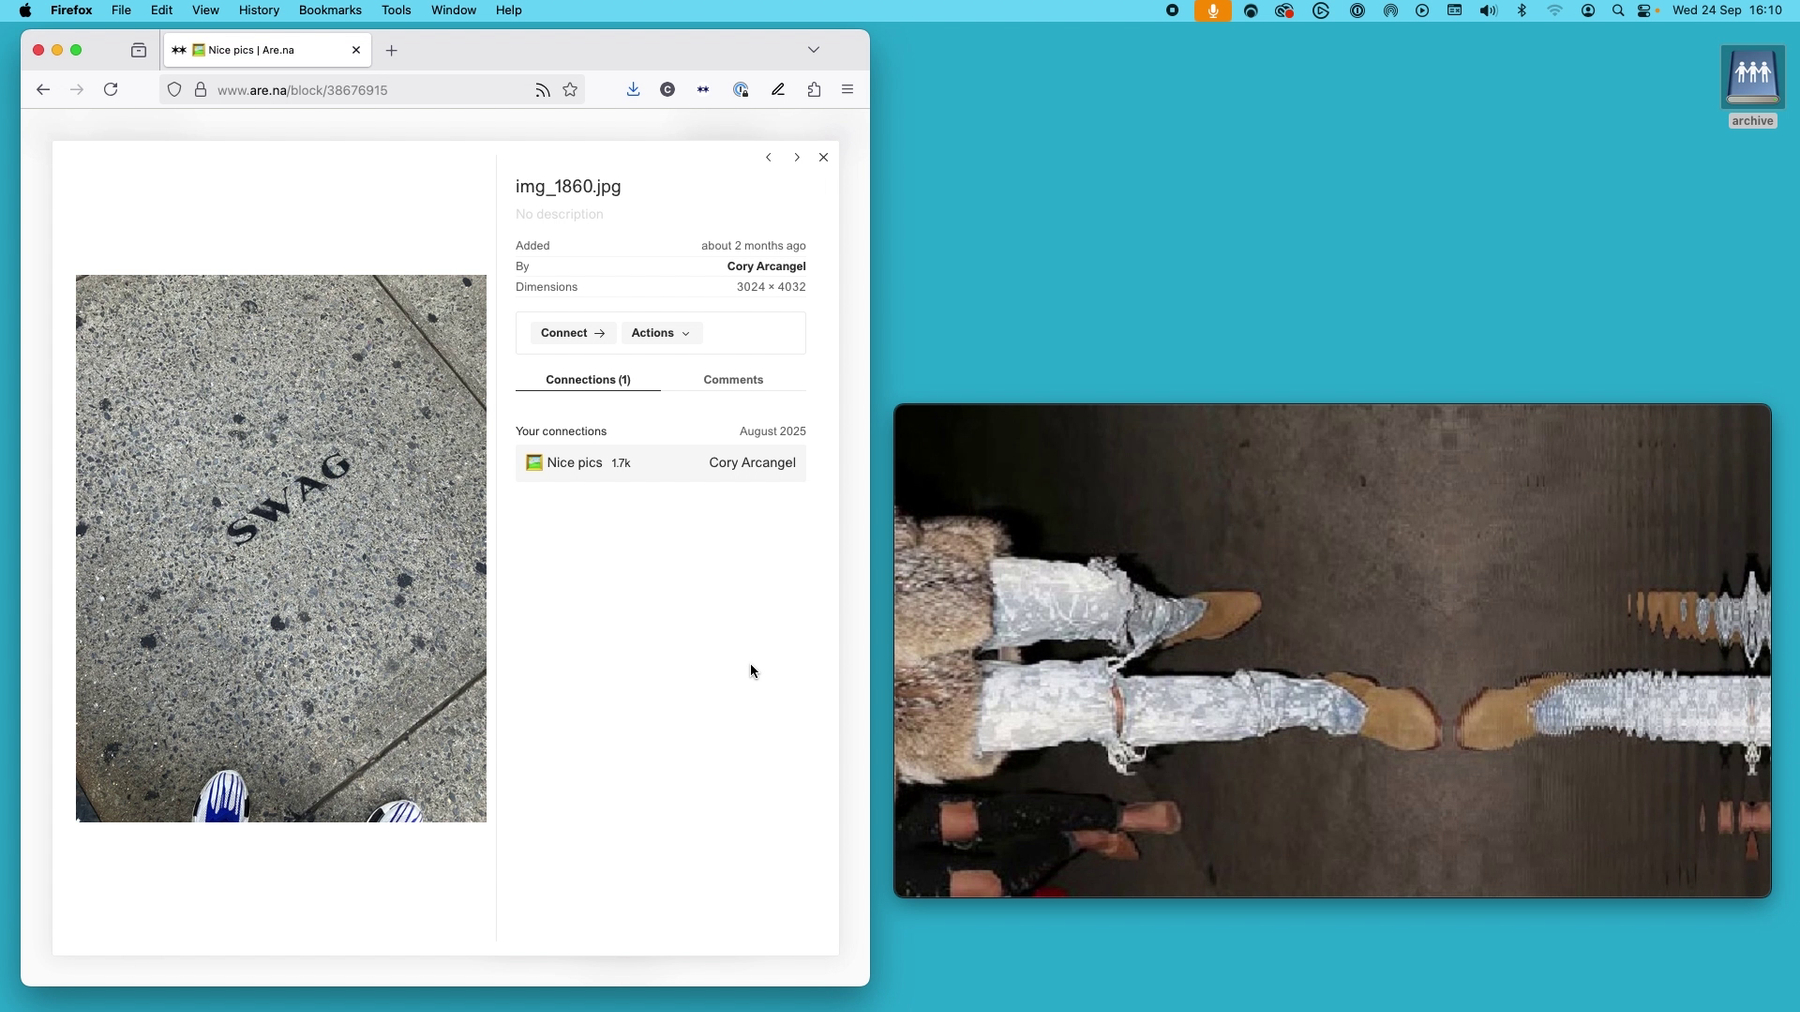 Firefox File Edit View History Bookmarks Tools Window Help
Wed 24 Sep 16:10
Nice pics | Are.na
www.are.na/block/38676915
C
archive
img_1860.jpg
No description
Added about 2 months ago
By Cory Arcangel
Dimensions 3024 × 4032
Connect → Actions
Connections (1) Comments
Your connections August 2025
Nice pics 1.7k Cory Arcangel
SWAG